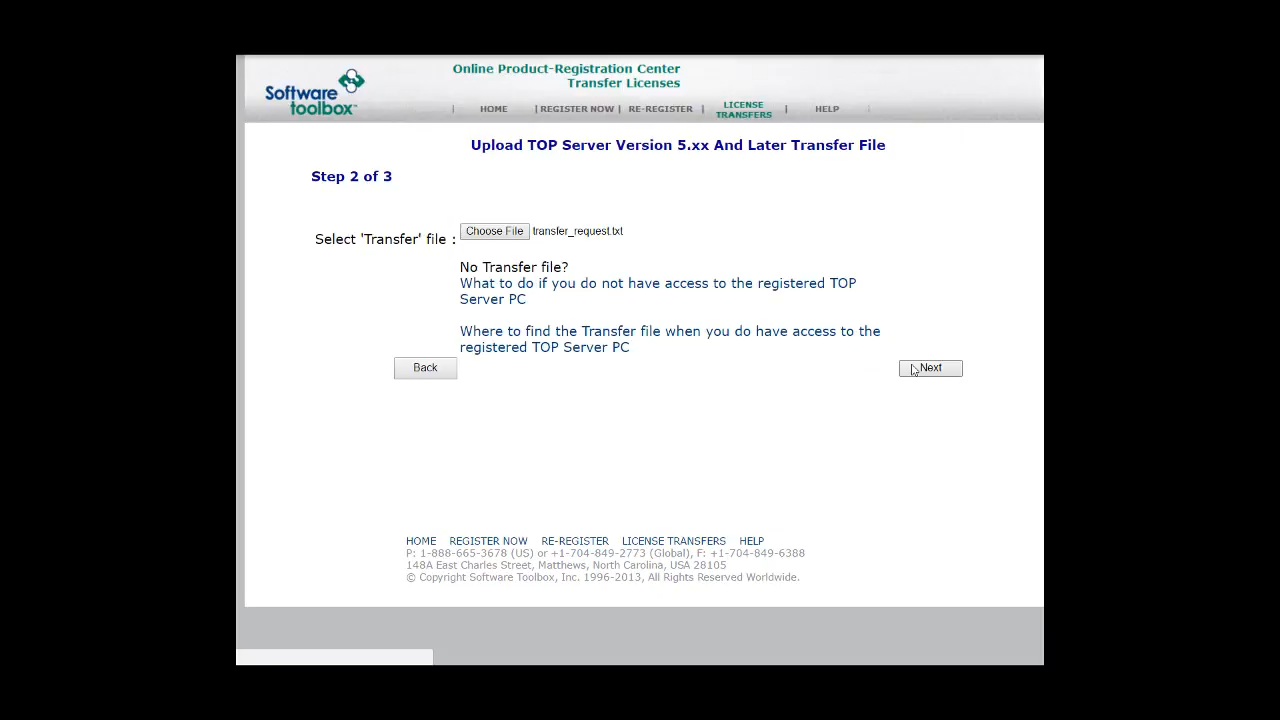 Software toolbox™
Online Product-Registration Center
Transfer Licenses
| HOME | REGISTER NOW | RE-REGISTER | LICENSE TRANSFERS | HELP |
Upload TOP Server Version 5.xx And Later Transfer File
Step 2 of 3
Select 'Transfer' file : Choose File transfer_request.txt
No Transfer file?
What to do if you do not have access to the registered TOP
Server PC
Where to find the Transfer file when you do have access to the
registered TOP Server PC
Back Next
HOME REGISTER NOW RE-REGISTER LICENSE TRANSFERS HELP
P: 1-888-665-3678 (US) or +1-704-849-2773 (Global), F: +1-704-849-6388
148A East Charles Street, Matthews, North Carolina, USA 28105
© Copyright Software Toolbox, Inc. 1996-2013, All Rights Reserved Worldwide.